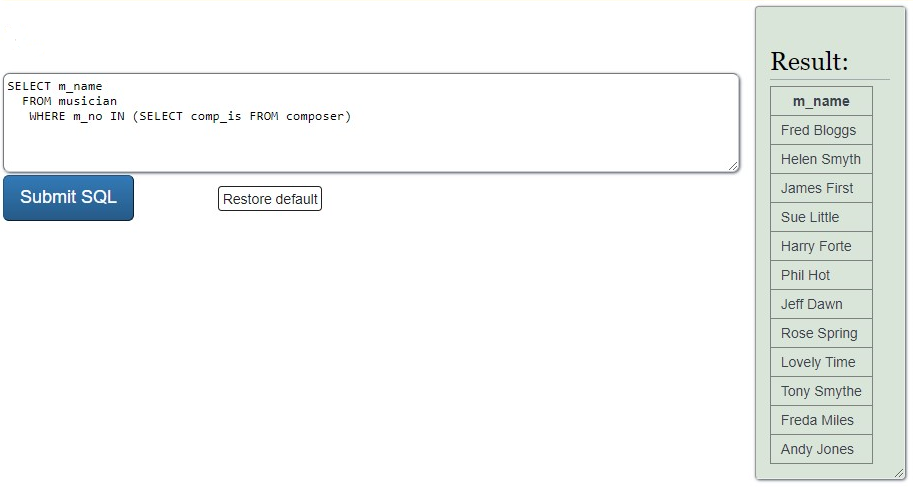 SELECT m_name
FROM musician
WHERE m_no IN (SELECT comp_is FROM composer)
Submit SQL
Restore default
Result:
m_name
Fred Bloggs
Helen Smyth
James First
Sue Little
Harry Forte
Phil Hot
Jeff Dawn
Rose Spring
Lovely Time
Tony Smythe
Freda Miles
Andy Jones